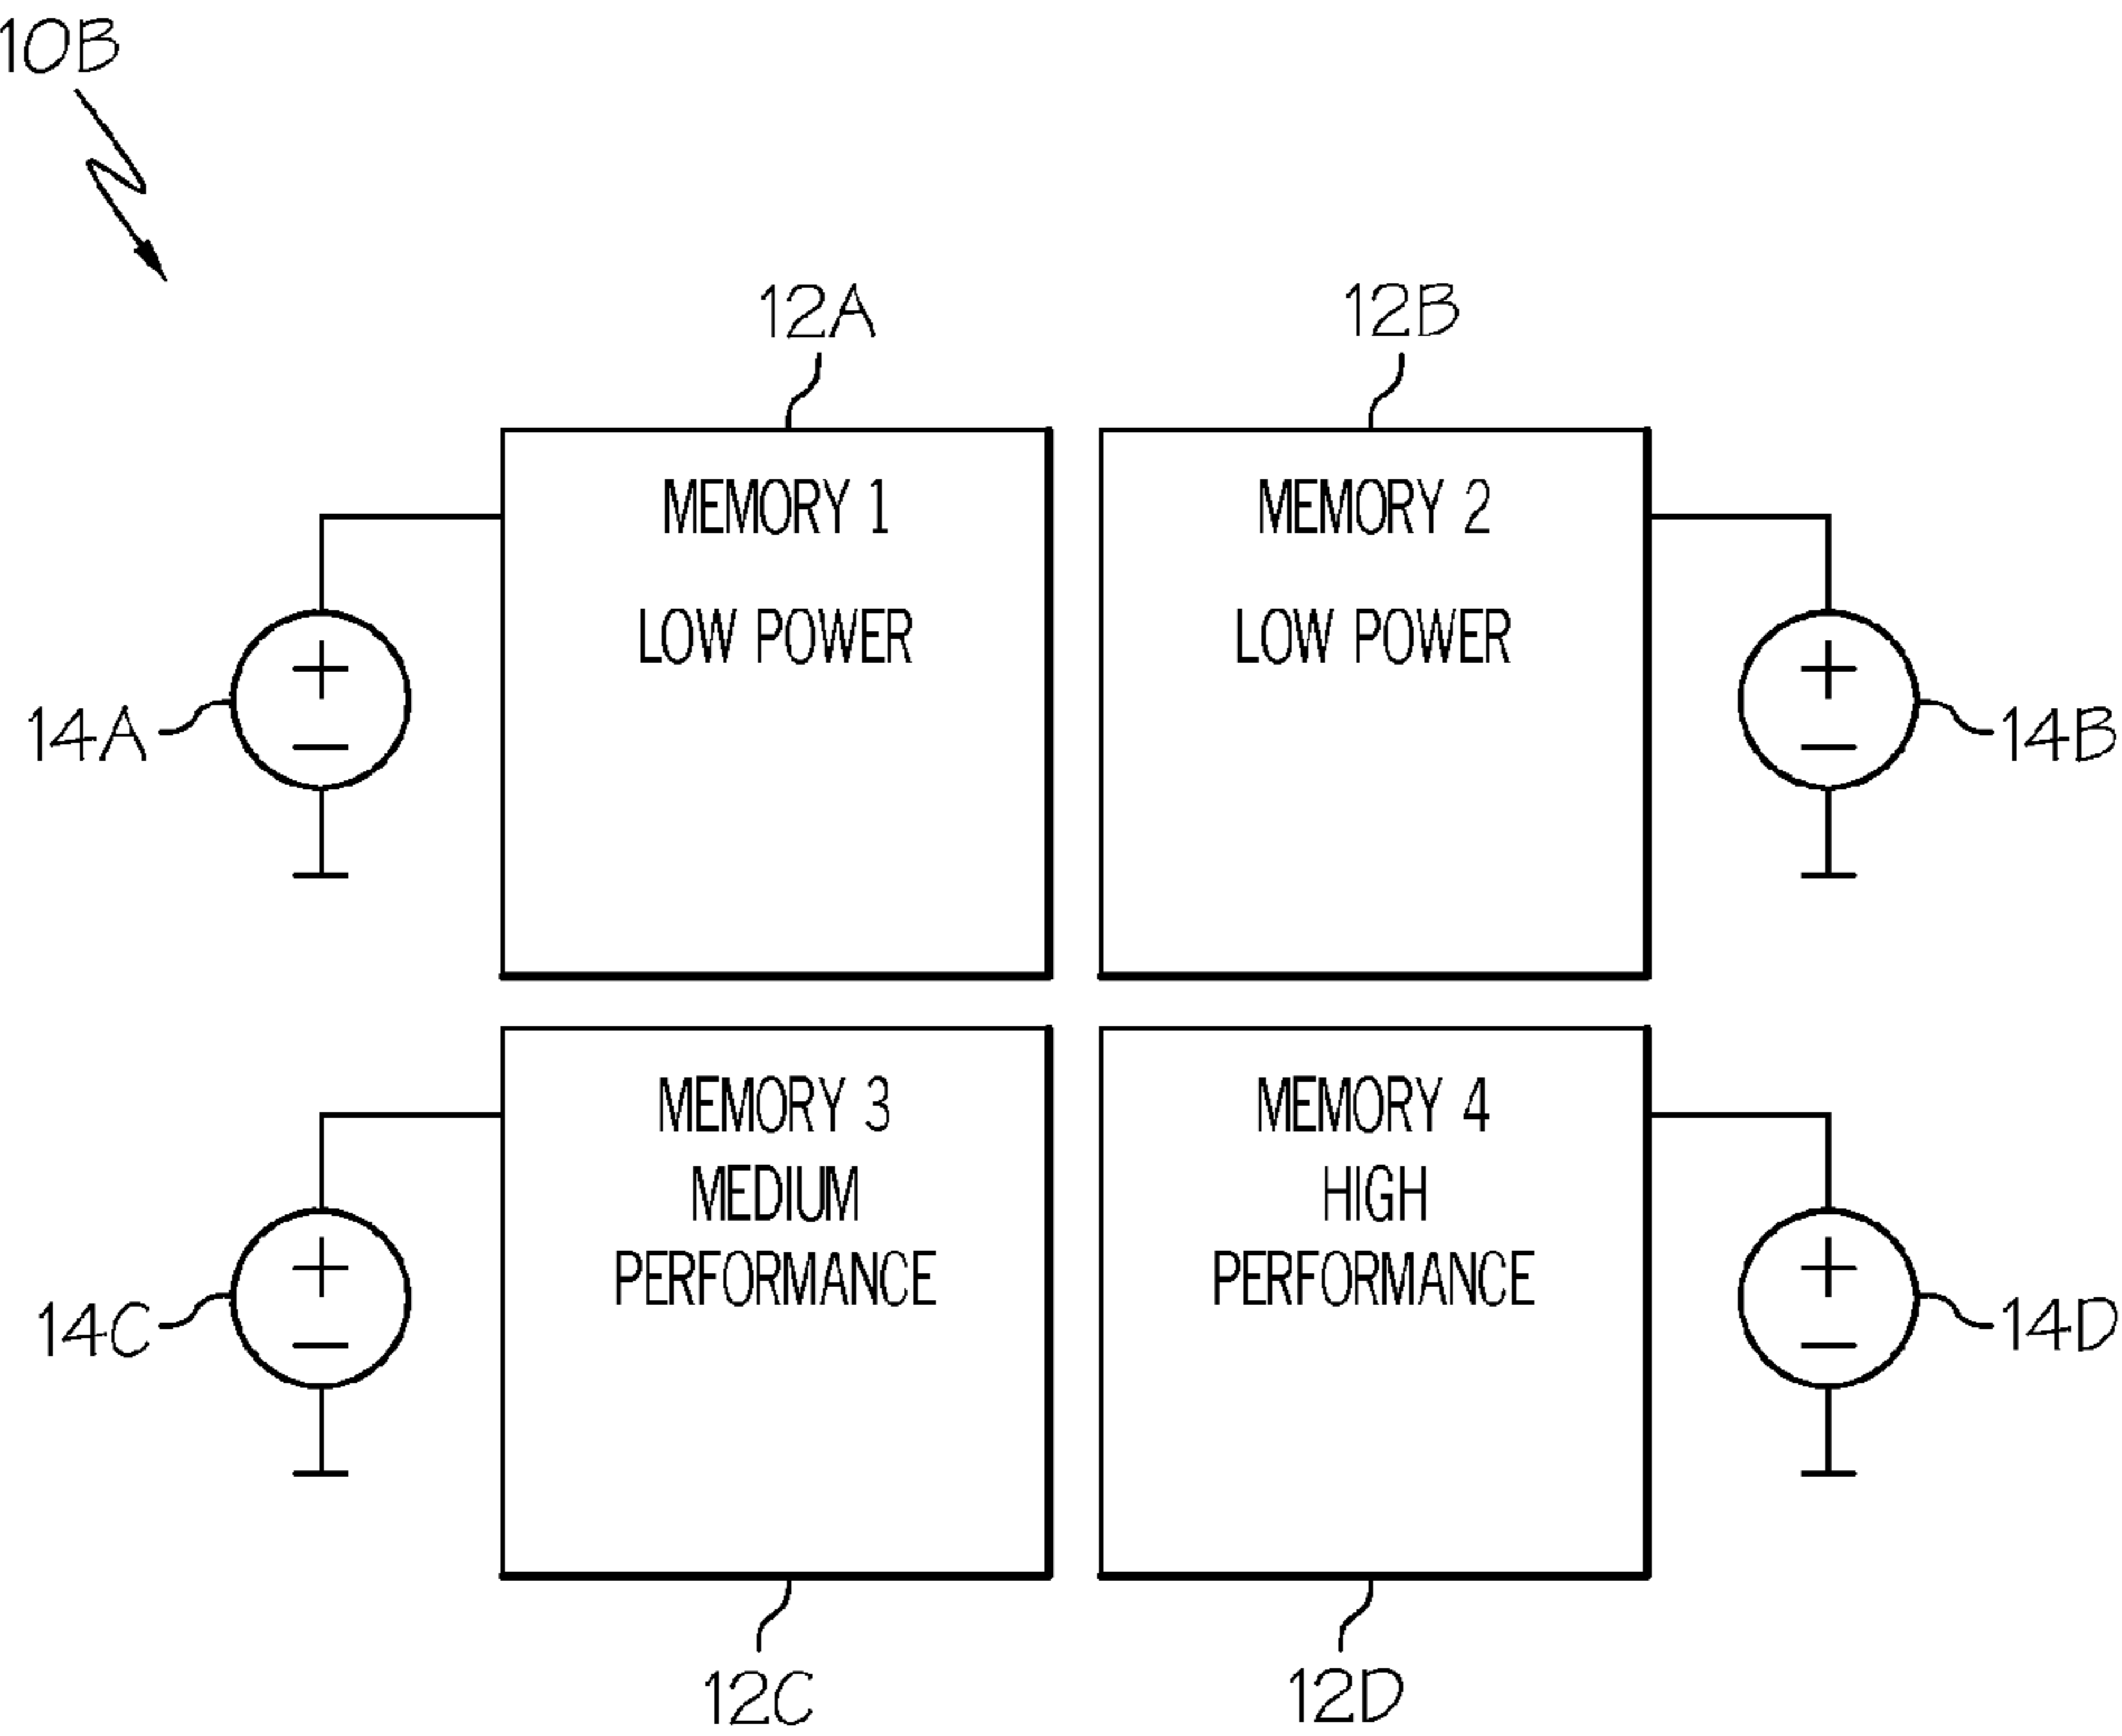 10B
12A
12B
MEMORY 1
LOW POWER
MEMORY 2
LOW POWER
14A
14B
MEMORY 3
MEDIUM
PERFORMANCE
MEMORY 4
HIGH
PERFORMANCE
14C
14D
12C
12D